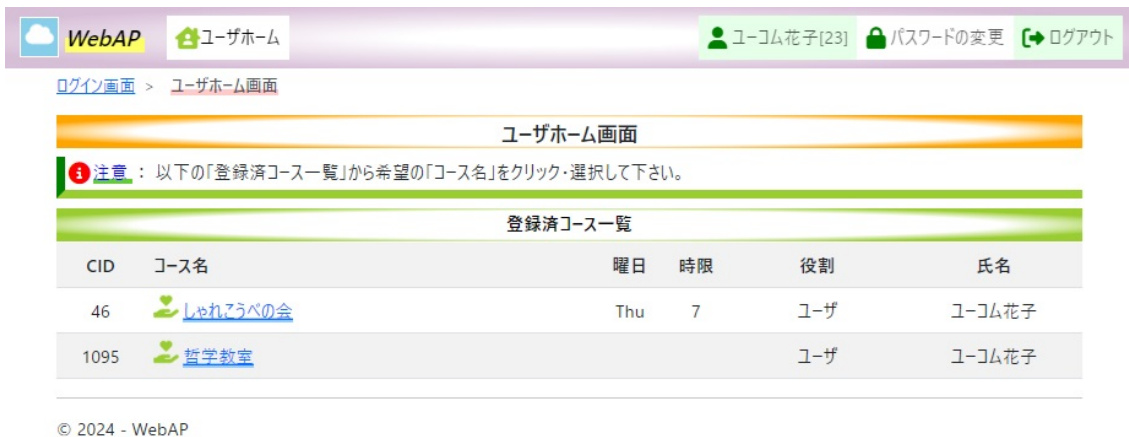 WebAP ユーザホーム ユーコム花子[23] パスワードの変更 ログアウト
ログイン画面 > ユーザホーム画面
ユーザホーム画面
注意 : 以下の「登録済コース一覧」から希望の「コース名」をクリック・選択して下さい。
登録済コース一覧
CID コース名 曜日 時限 役割 氏名
46 しゃれこうべの会 Thu 7 ユーザ ユーコム花子
1095 哲学教室 ユーザ ユーコム花子
© 2024 - WebAP